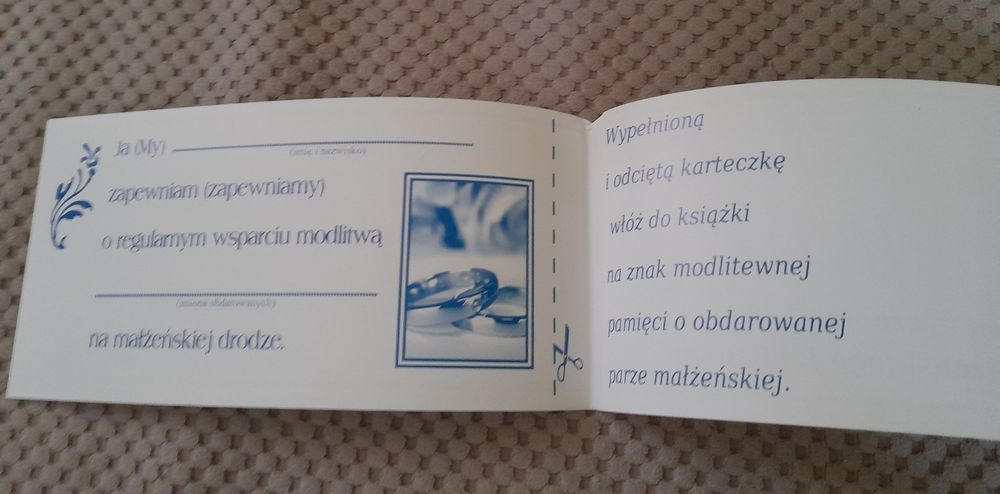 Ja (My)
(imię i nazwisko)
zapewniam (zapewniamy)
o regularnym wsparciu modlitwą
(imiona obdarowanych)
na małżeńskiej drodze.
Wypełnioną
i odciętą karteczkę
włóż do książki
na znak modlitewnej
pamięci o obdarowanej
parze małżeńskiej.